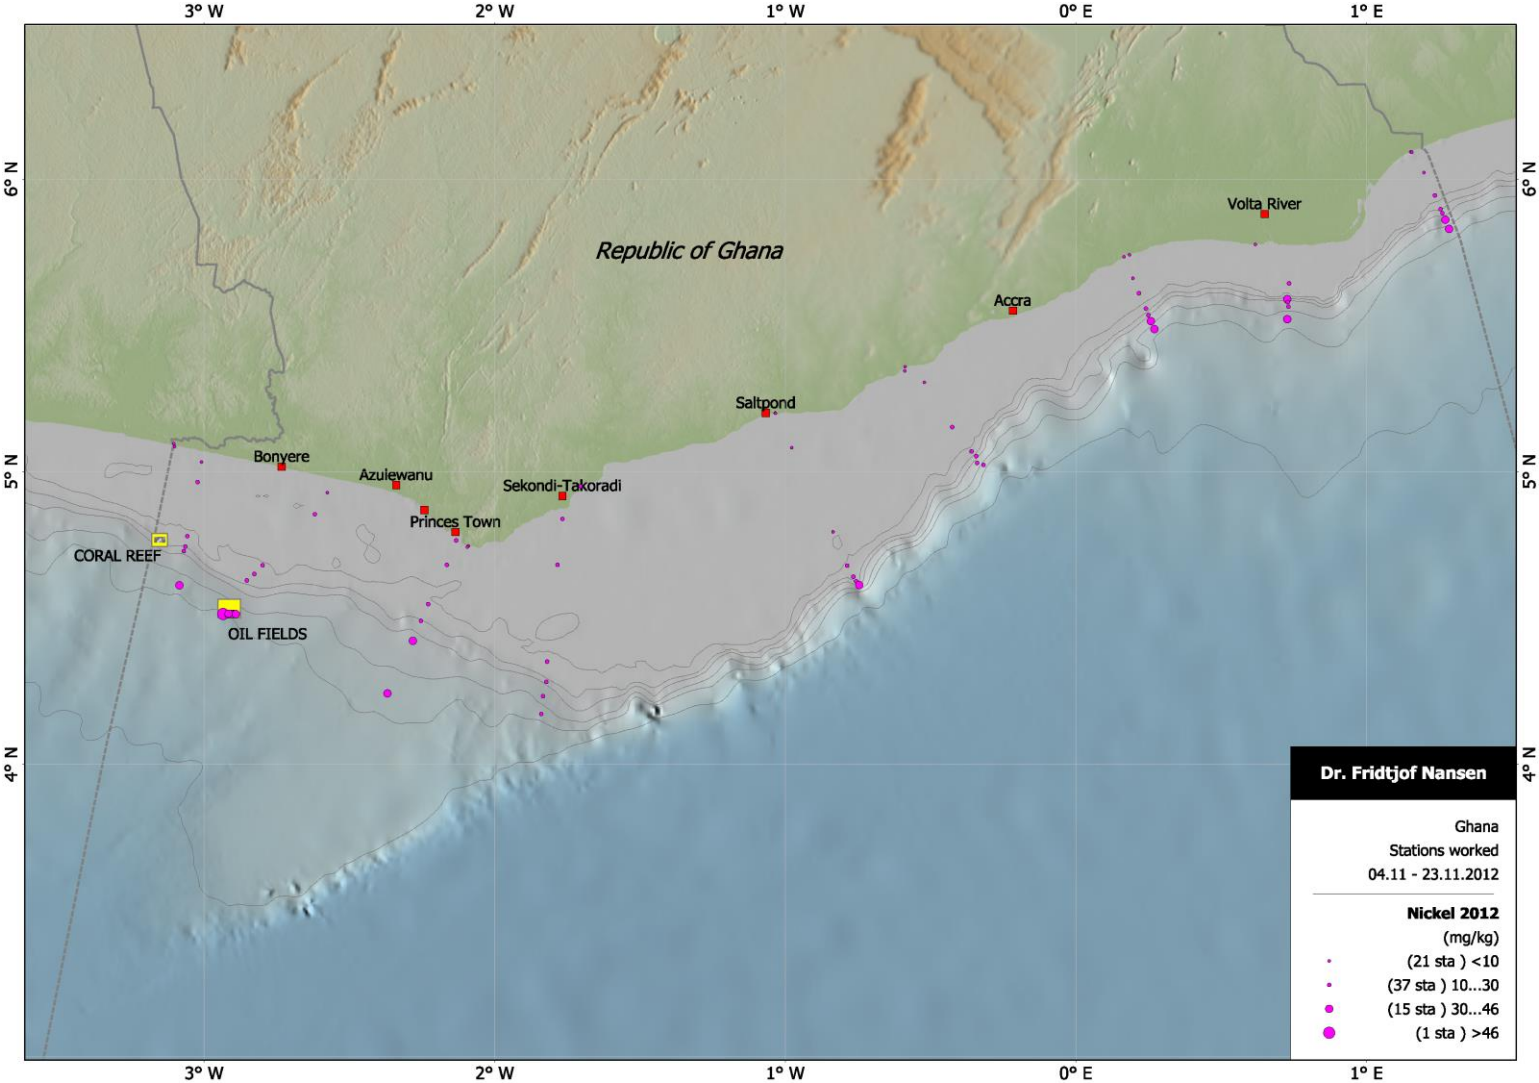 3° W 2° W 1° W 0° E 1° E
6° N 6° N
Volta River
Republic of Ghana
Accra
Saltpond
Bonyere
Azulewanu
5° N 5° N
Sekondi-Takoradi
Princes Town
CORAL REEF
OIL FIELDS
4° N 4° N
Dr. Fridtjof Nansen
Ghana
Stations worked
04.11 - 23.11.2012
Nickel 2012
(mg/kg)
(21 sta ) <10
(37 sta ) 10...30
(15 sta ) 30...46
(1 sta ) >46
3° W 2° W 1° W 0° E 1° E